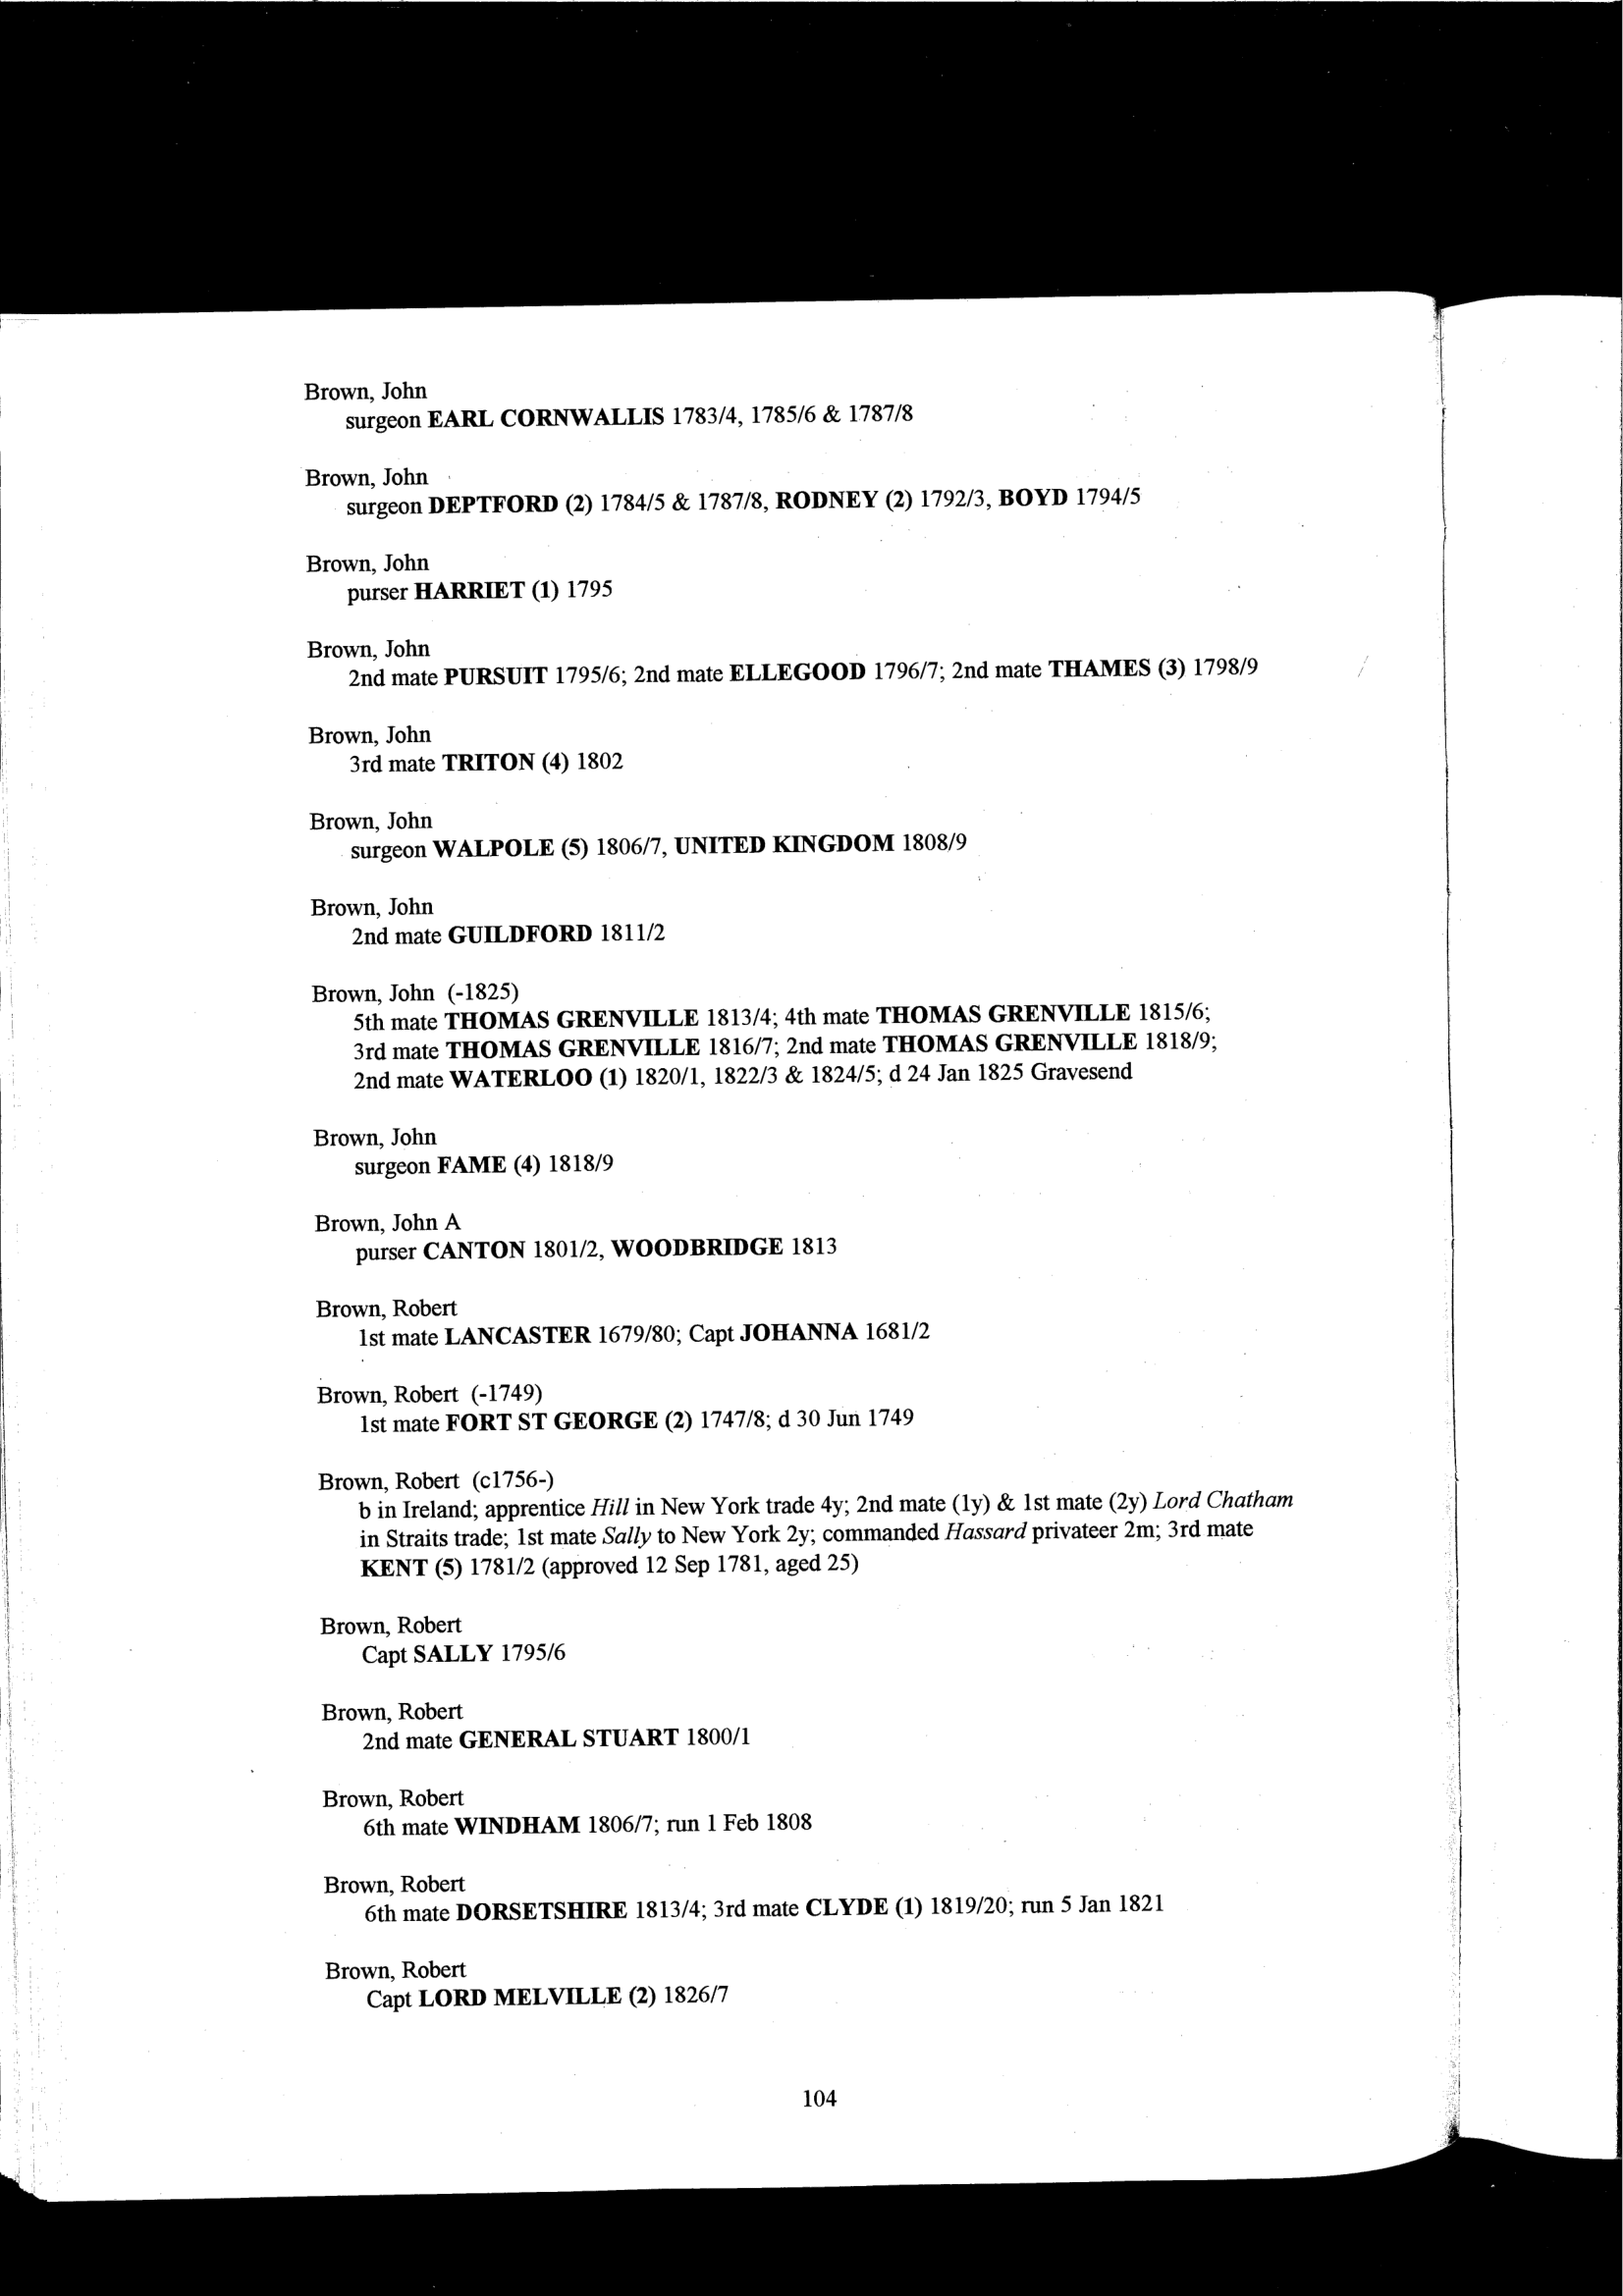 Brown, John
surgeon EARL CORNWALLIS 1783/4, 1785/6 & 1787/8
Brown, John
surgeon DEPTFORD (2) 1784/5 & 1787/8, RODNEY (2) 1792/3, BOYD 1794/5
Brown, John
purser HARRIET (1) 1795
Brown, John
2nd mate PURSUIT 1795/6; 2nd mate ELLEGOOD 1796/7; 2nd mate THAMES (3) 1798/9
Brown, John
3rd mate TRITON (4) 1802
Brown, John
surgeon WALPOLE (5) 1806/7, UNITED KINGDOM 1808/9
Brown, John
2nd mate GUILDFORD 1811/2
Brown, John (-1825)
5th mate THOMAS GRENVILLE 1813/4; 4th mate THOMAS GRENVILLE 1815/6;
3rd mate THOMAS GRENVILLE 1816/7; 2nd mate THOMAS GRENVILLE 1818/9;
2nd mate WATERLOO (1) 1820/1, 1822/3 & 1824/5; d 24 Jan 1825 Gravesend
Brown, John
surgeon FAME (4) 1818/9
Brown, John A
purser CANTON 1801/2, WOODBRIDGE 1813
Brown, Robert
1st mate LANCASTER 1679/80; Capt JOHANNA 1681/2
Brown, Robert (-1749)
1st mate FORT ST GEORGE (2) 1747/8; d 30 Jun 1749
Brown, Robert (c1756-)
b in Ireland; apprentice Hill in New York trade 4y; 2nd mate (1y) & 1st mate (2y) Lord Chatham
in Straits trade; 1st mate Sally to New York 2y; commanded Hassard privateer 2m; 3rd mate
KENT (5) 1781/2 (approved 12 Sep 1781, aged 25)
Brown, Robert
Capt SALLY 1795/6
Brown, Robert
2nd mate GENERAL STUART 1800/1
Brown, Robert
6th mate WINDHAM 1806/7; run 1 Feb 1808
Brown, Robert
6th mate DORSETSHIRE 1813/4; 3rd mate CLYDE (1) 1819/20; run 5 Jan 1821
Brown, Robert
Capt LORD MELVILLE (2) 1826/7
104